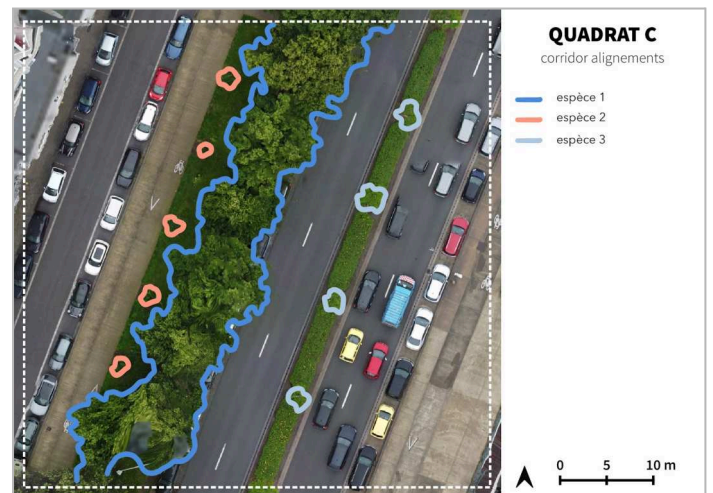 QUADRAT C
corridor alignements
espèce 1
espèce 2
espèce 3
0 5 10 m